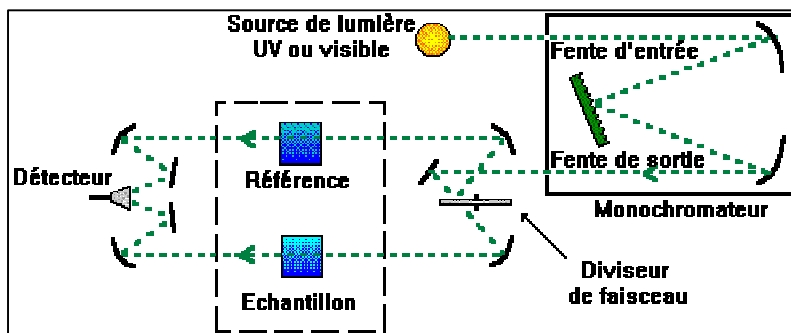 Source de lumière
UV ou visible
Fente d'entrée
Fente de sortie
Monochromateur
Détecteur
Référence
Echantillon
Diviseur
de faisceau